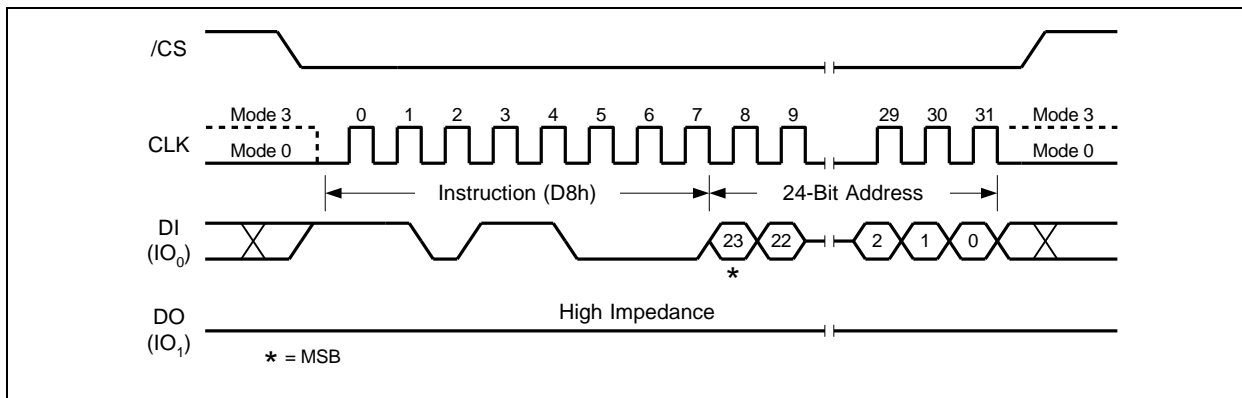 /CS
Mode 3 0 1 2 3 4 5 6 7 8 9 29 30 31 Mode 3
CLK
Mode 0 Mode 0
Instruction (D8h) 24-Bit Address
DI
(IO0)
23 22 2 1 0
*
High Impedance
DO
(IO1)
* = MSB